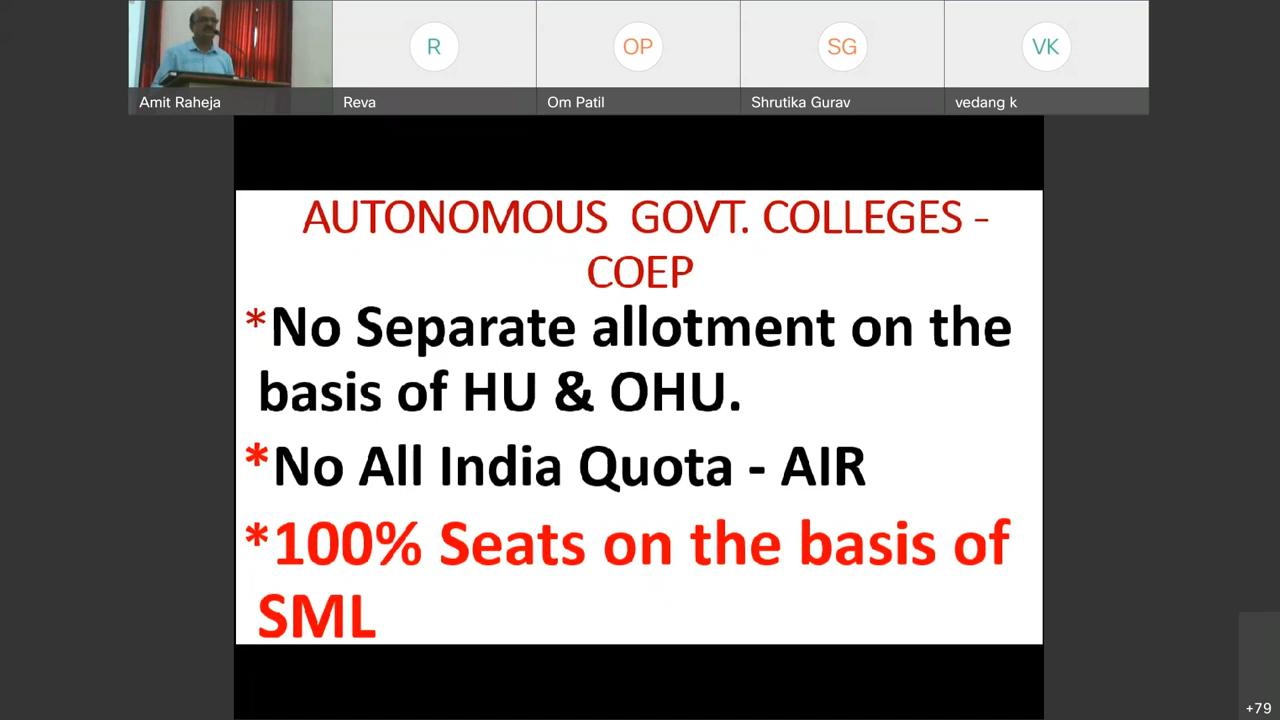 R
OP
SG
VK
Amit Raheja
Reva
Om Patil
Shrutika Gurav
vedang k
AUTONOMOUS GOVT. COLLEGES -
COEP
*No Separate allotment on the
basis of HU & OHU.
*No All India Quota - AIR
*100% Seats on the basis of
SML
+79